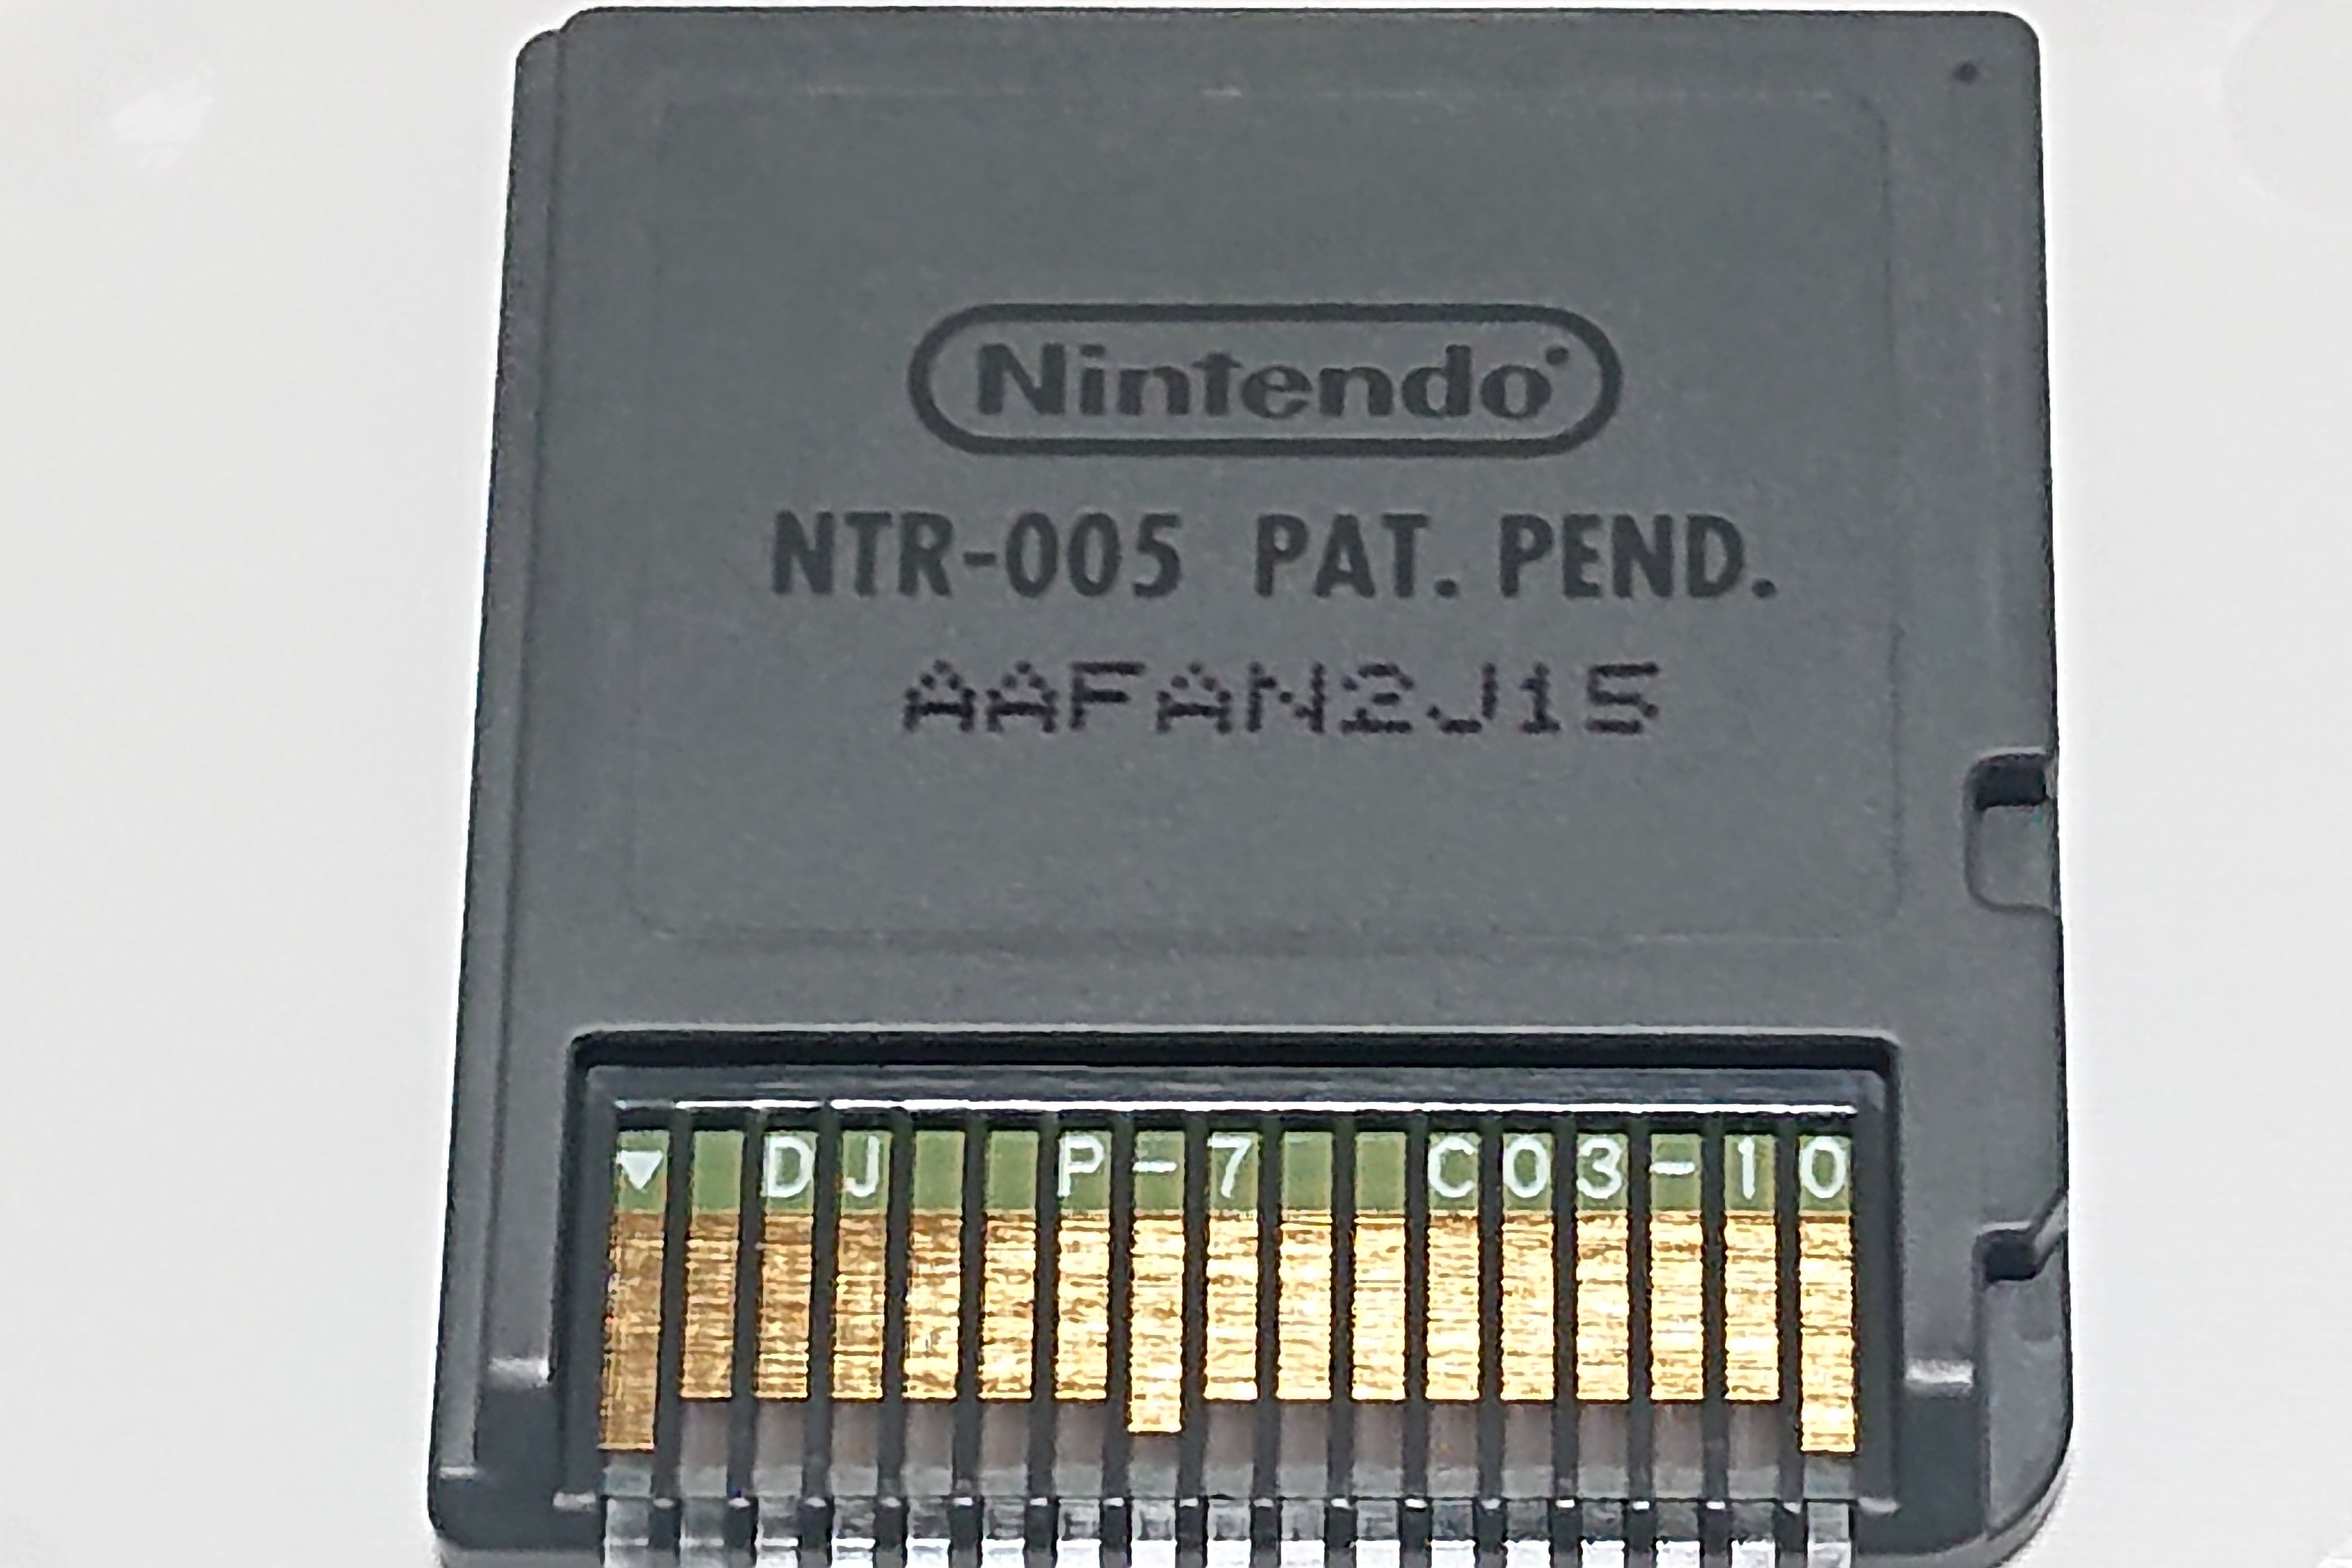 Nintendo
NTR-005 PAT. PEND.
AAFAN2J15
▼ DJ P-7 C03-10